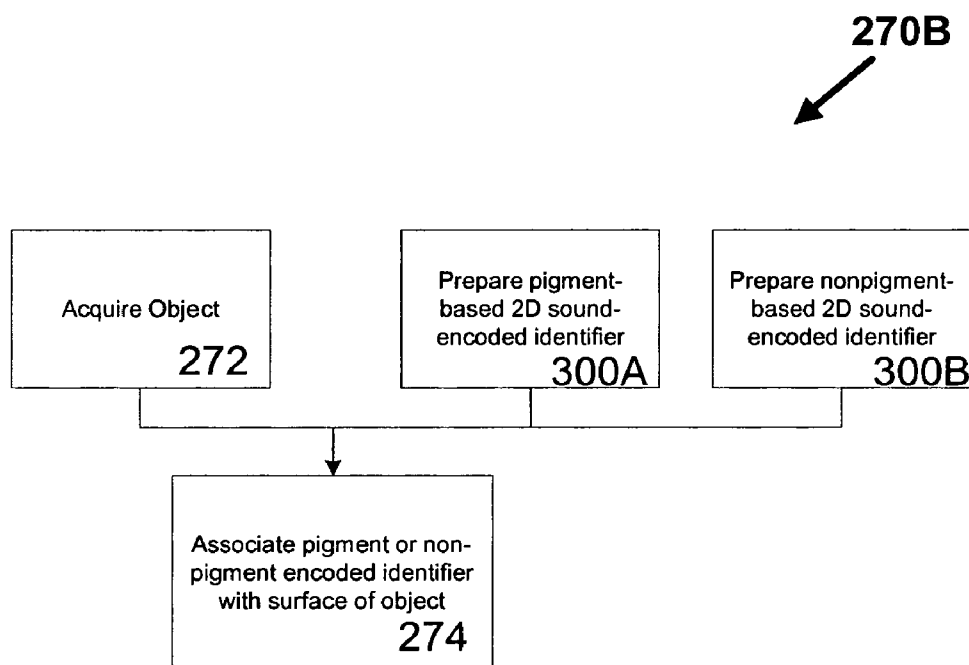 270B
Acquire Object
272
Prepare pigment-
based 2D sound-
encoded identifier
300A
Prepare nonpigment-
based 2D sound-
encoded identifier
300B
Associate pigment or non-
pigment encoded identifier
with surface of object
274